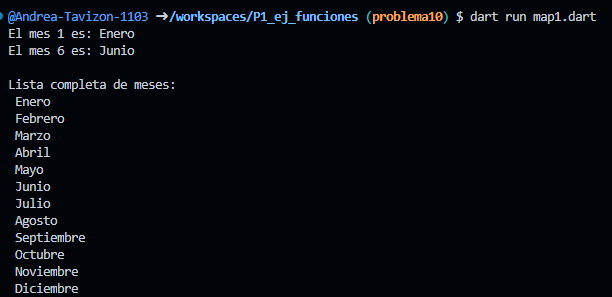 @Andrea-Tavizon-1103 ➜/workspaces/P1_ej_funciones (problema10) $ dart run map1.dart
El mes 1 es: Enero
El mes 6 es: Junio
Lista completa de meses:
Enero
Febrero
Marzo
Abril
Mayo
Junio
Julio
Agosto
Septiembre
Octubre
Noviembre
Diciembre